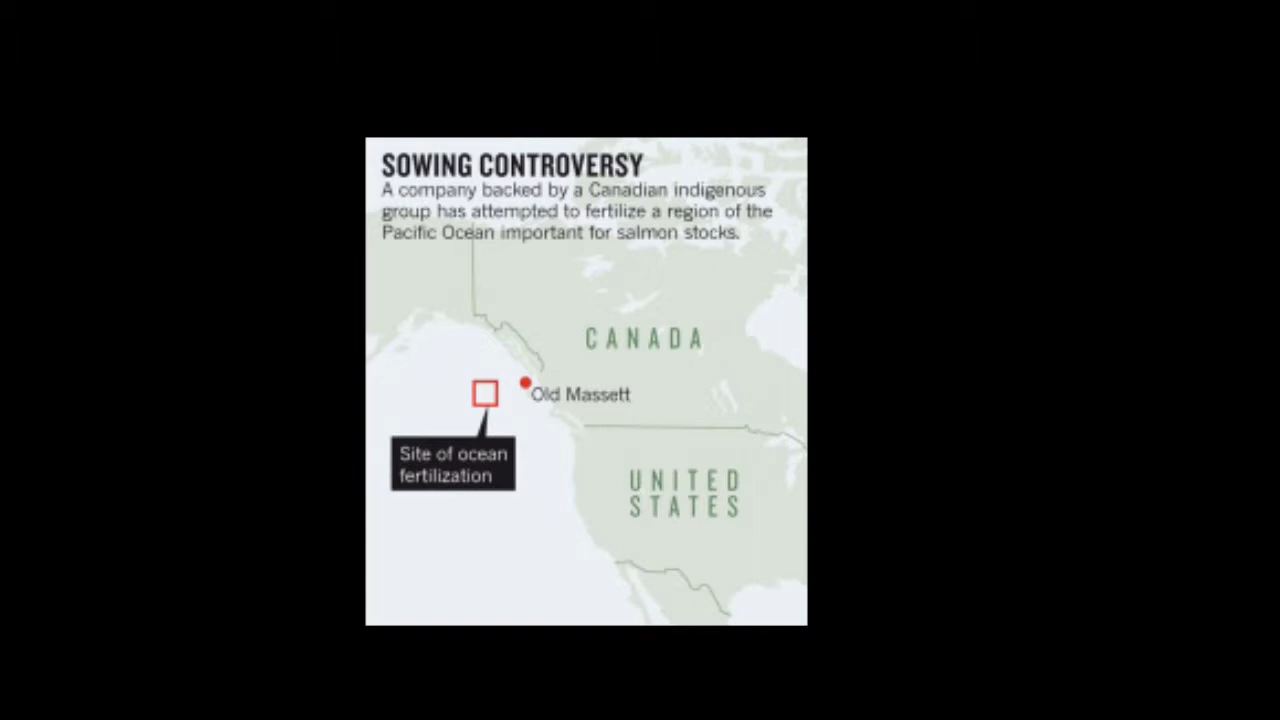 SOWING CONTROVERSY
A company backed by a Canadian indigenous
group has attempted to fertilize a region of the
Pacific Ocean important for salmon stocks.
CANADA
Old Massett
Site of ocean
fertilization
UNITED
STATES